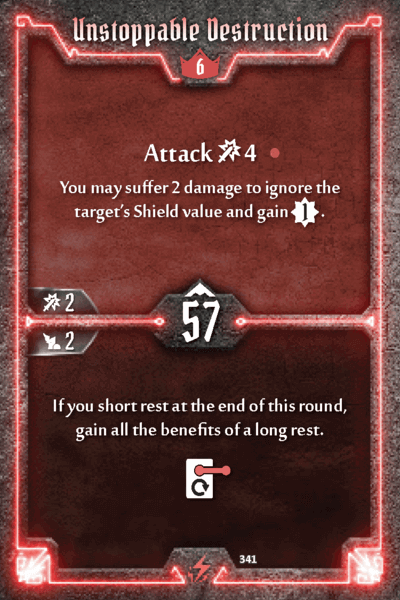 Unstoppable Destruction
6
Attack 4
You may suffer 2 damage to ignore the
target's Shield value and gain 1.
2
57
2
If you short rest at the end of this round,
gain all the benefits of a long rest.
341